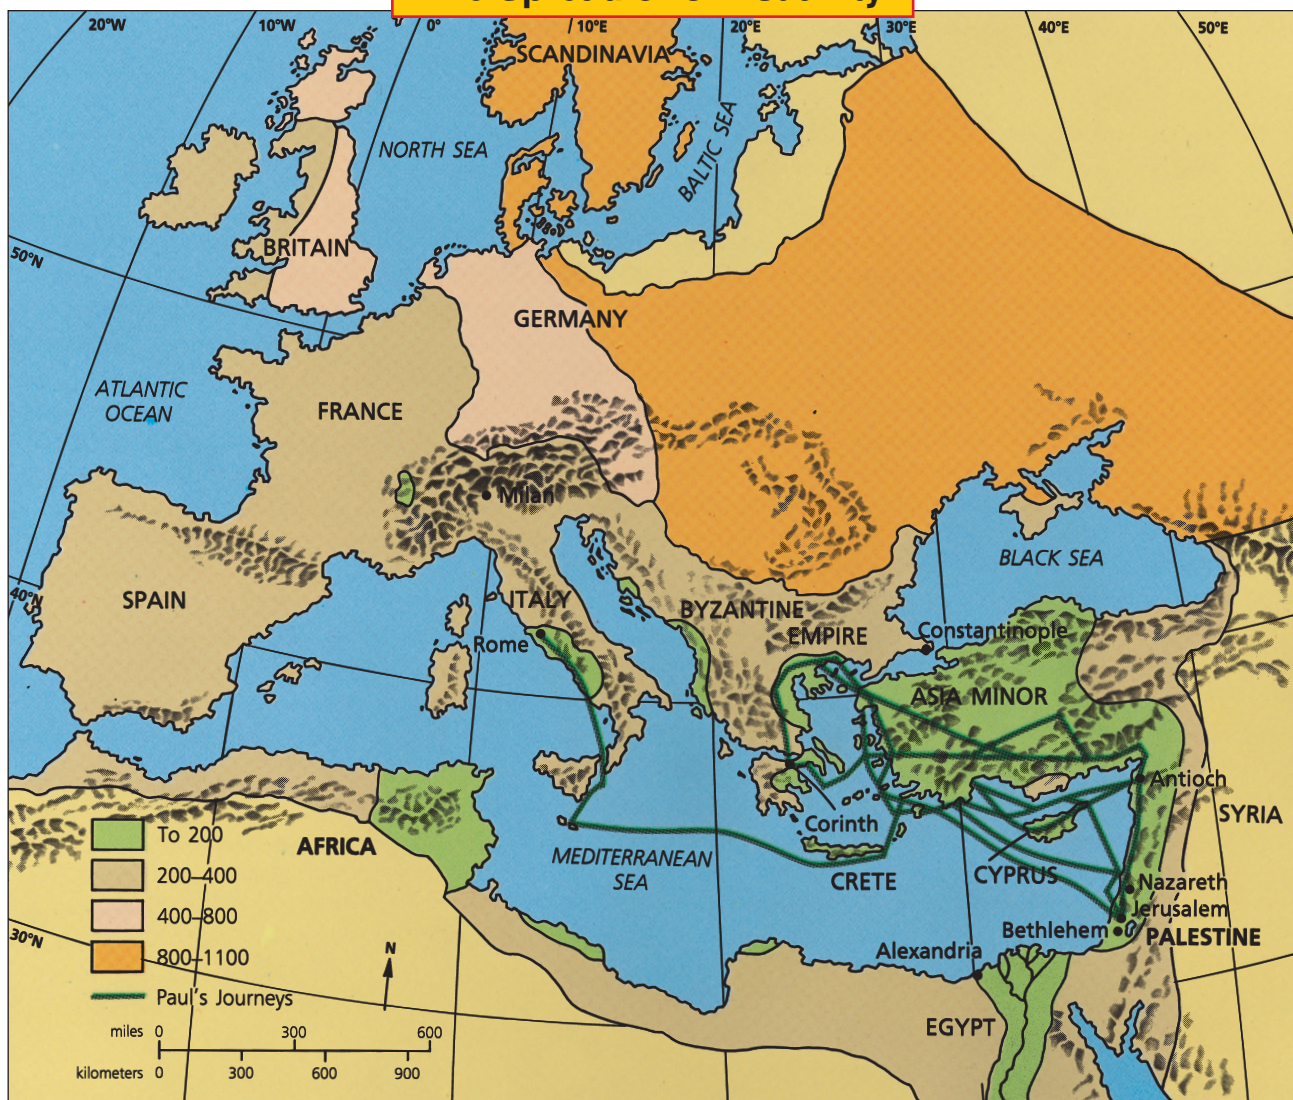 20°W
10°W
0°
10°E
20°E
30°E
40°E
50°E
SCANDINAVIA
NORTH SEA
BALTIC SEA
BRITAIN
50°N
GERMANY
ATLANTIC
OCEAN
FRANCE
Milan
BLACK SEA
40°N
SPAIN
ITALY
BYZANTINE
EMPIRE
Rome
Constantinople
ASIA MINOR
Antioch
SYRIA
Corinth
AFRICA
MEDITERRANEAN
SEA
CRETE
CYPRUS
Nazareth
Jerusalem
Bethlehem
PALESTINE
Alexandria
EGYPT
30°N
To 200
200–400
400–800
800–1100
Paul's Journeys
N
miles 0 300 600
kilometers 0 300 600 900